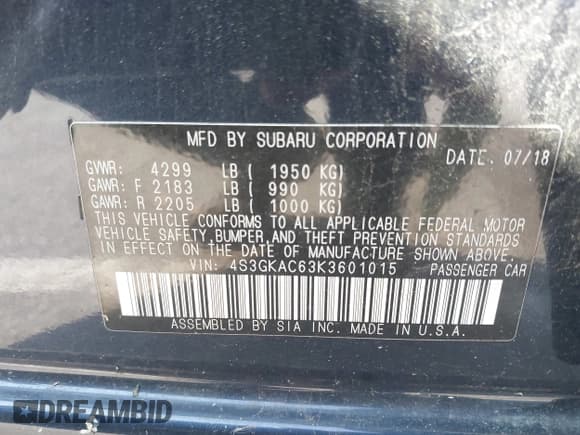 MFD BY SUBARU CORPORATION
DATE. 07/18
GVWR: 4299 LB ( 1950 KG)
GAWR: F 2183 LB ( 990 KG)
GAWR: R 2205 LB ( 1000 KG)
THIS VEHICLE CONFORMS TO ALL APPLICABLE FEDERAL MOTOR
VEHICLE SAFETY, BUMPER, AND THEFT PREVENTION STANDARDS
IN EFFECT ON THE DATE OF MANUFACTURE SHOWN ABOVE.
VIN: 4S3GKAC63K3601015 PASSENGER CAR
ASSEMBLED BY SIA INC. MADE IN U.S.A.
DREAMBID